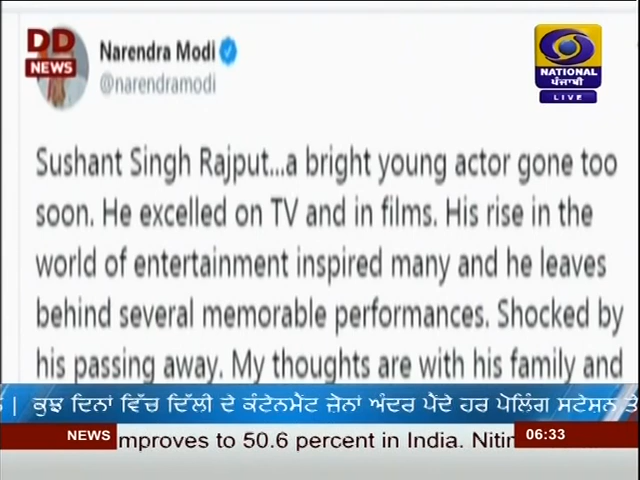 DD
NEWS
Narendra Modi
@narendramodi
NATIONAL
ਪੰਜਾਬੀ
LIVE
Sushant Singh Rajput...a bright young actor gone too
soon. He excelled on TV and in films. His rise in the
world of entertainment inspired many and he leaves
behind several memorable performances. Shocked by
his passing away. My thoughts are with his family and
| ਕੁਝ ਦਿਨਾਂ ਵਿੱਚ ਦਿੱਲੀ ਦੇ ਕੰਟੇਨਮੈਂਟ ਜ਼ੋਨਾਂ ਅੰਦਰ ਪੈਂਦੇ ਹਰ ਪੋਲਿੰਗ ਸਟੇਸ਼ਨ ਤੇ
NEWS mproves to 50.6 percent in India. Nitin 06:33